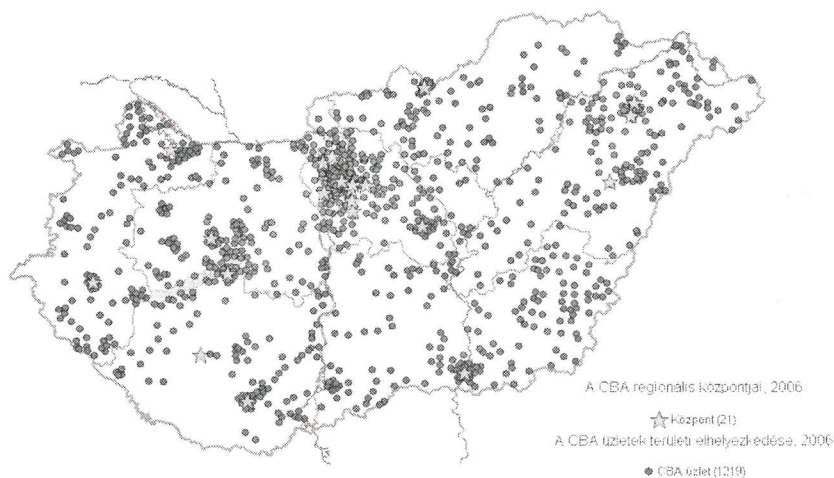 A CBA regionális központjai, 2006
Központ (21)
A CBA üzletek területi elhelyezkedése, 2006
CBA üzlet (1219)